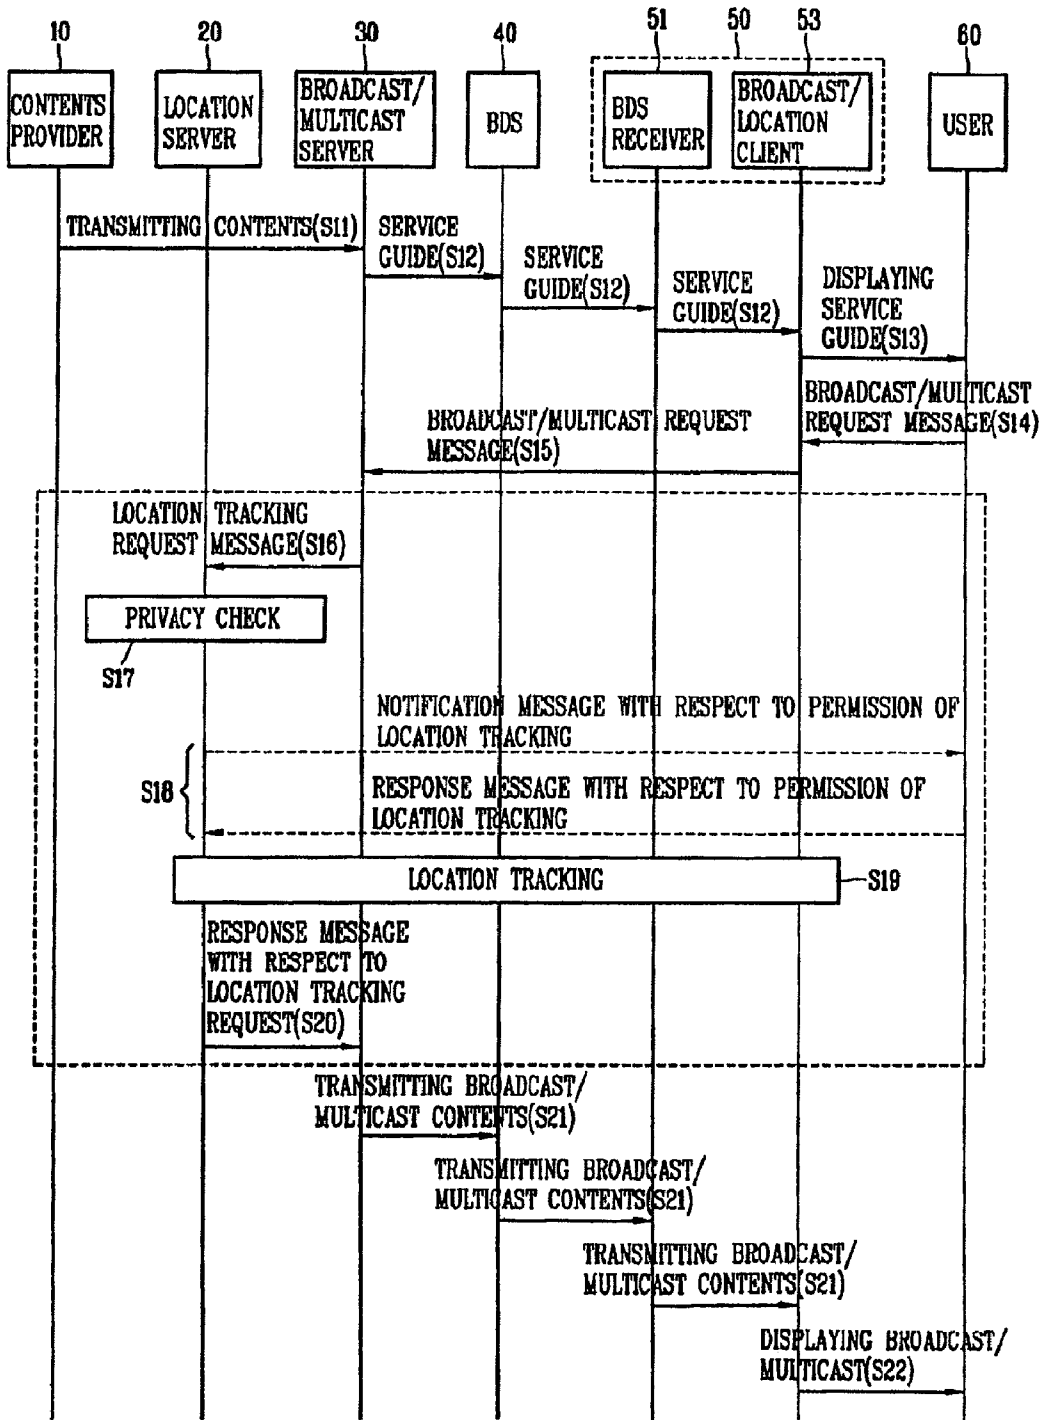 10
20
30
40
51
50
53
60
CONTENTS
PROVIDER
LOCATION
SERVER
BROADCAST/
MULTICAST
SERVER
BDS
BDS
RECEIVER
BROADCAST/
LOCATION
CLIENT
USER
TRANSMITTING CONTENTS(S11)
SERVICE
GUIDE(S12)
SERVICE
GUIDE(S12)
SERVICE
GUIDE(S12)
DISPLAYING
SERVICE
GUIDE(S13)
BROADCAST/MULTICAST
REQUEST MESSAGE(S14)
BROADCAST/MULTICAST REQUEST
MESSAGE(S15)
LOCATION TRACKING
REQUEST MESSAGE(S16)
PRIVACY CHECK
S17
NOTIFICATION MESSAGE WITH RESPECT TO PERMISSION OF
LOCATION TRACKING
S18
RESPONSE MESSAGE WITH RESPECT TO PERMISSION OF
LOCATION TRACKING
LOCATION TRACKING
S19
RESPONSE MESSAGE
WITH RESPECT TO
LOCATION TRACKING
REQUEST(S20)
TRANSMITTING BROADCAST/
MULTICAST CONTENTS(S21)
TRANSMITTING BROADCAST/
MULTICAST CONTENTS(S21)
TRANSMITTING BROADCAST/
MULTICAST CONTENTS(S21)
DISPLAYING BROADCAST/
MULTICAST(S22)